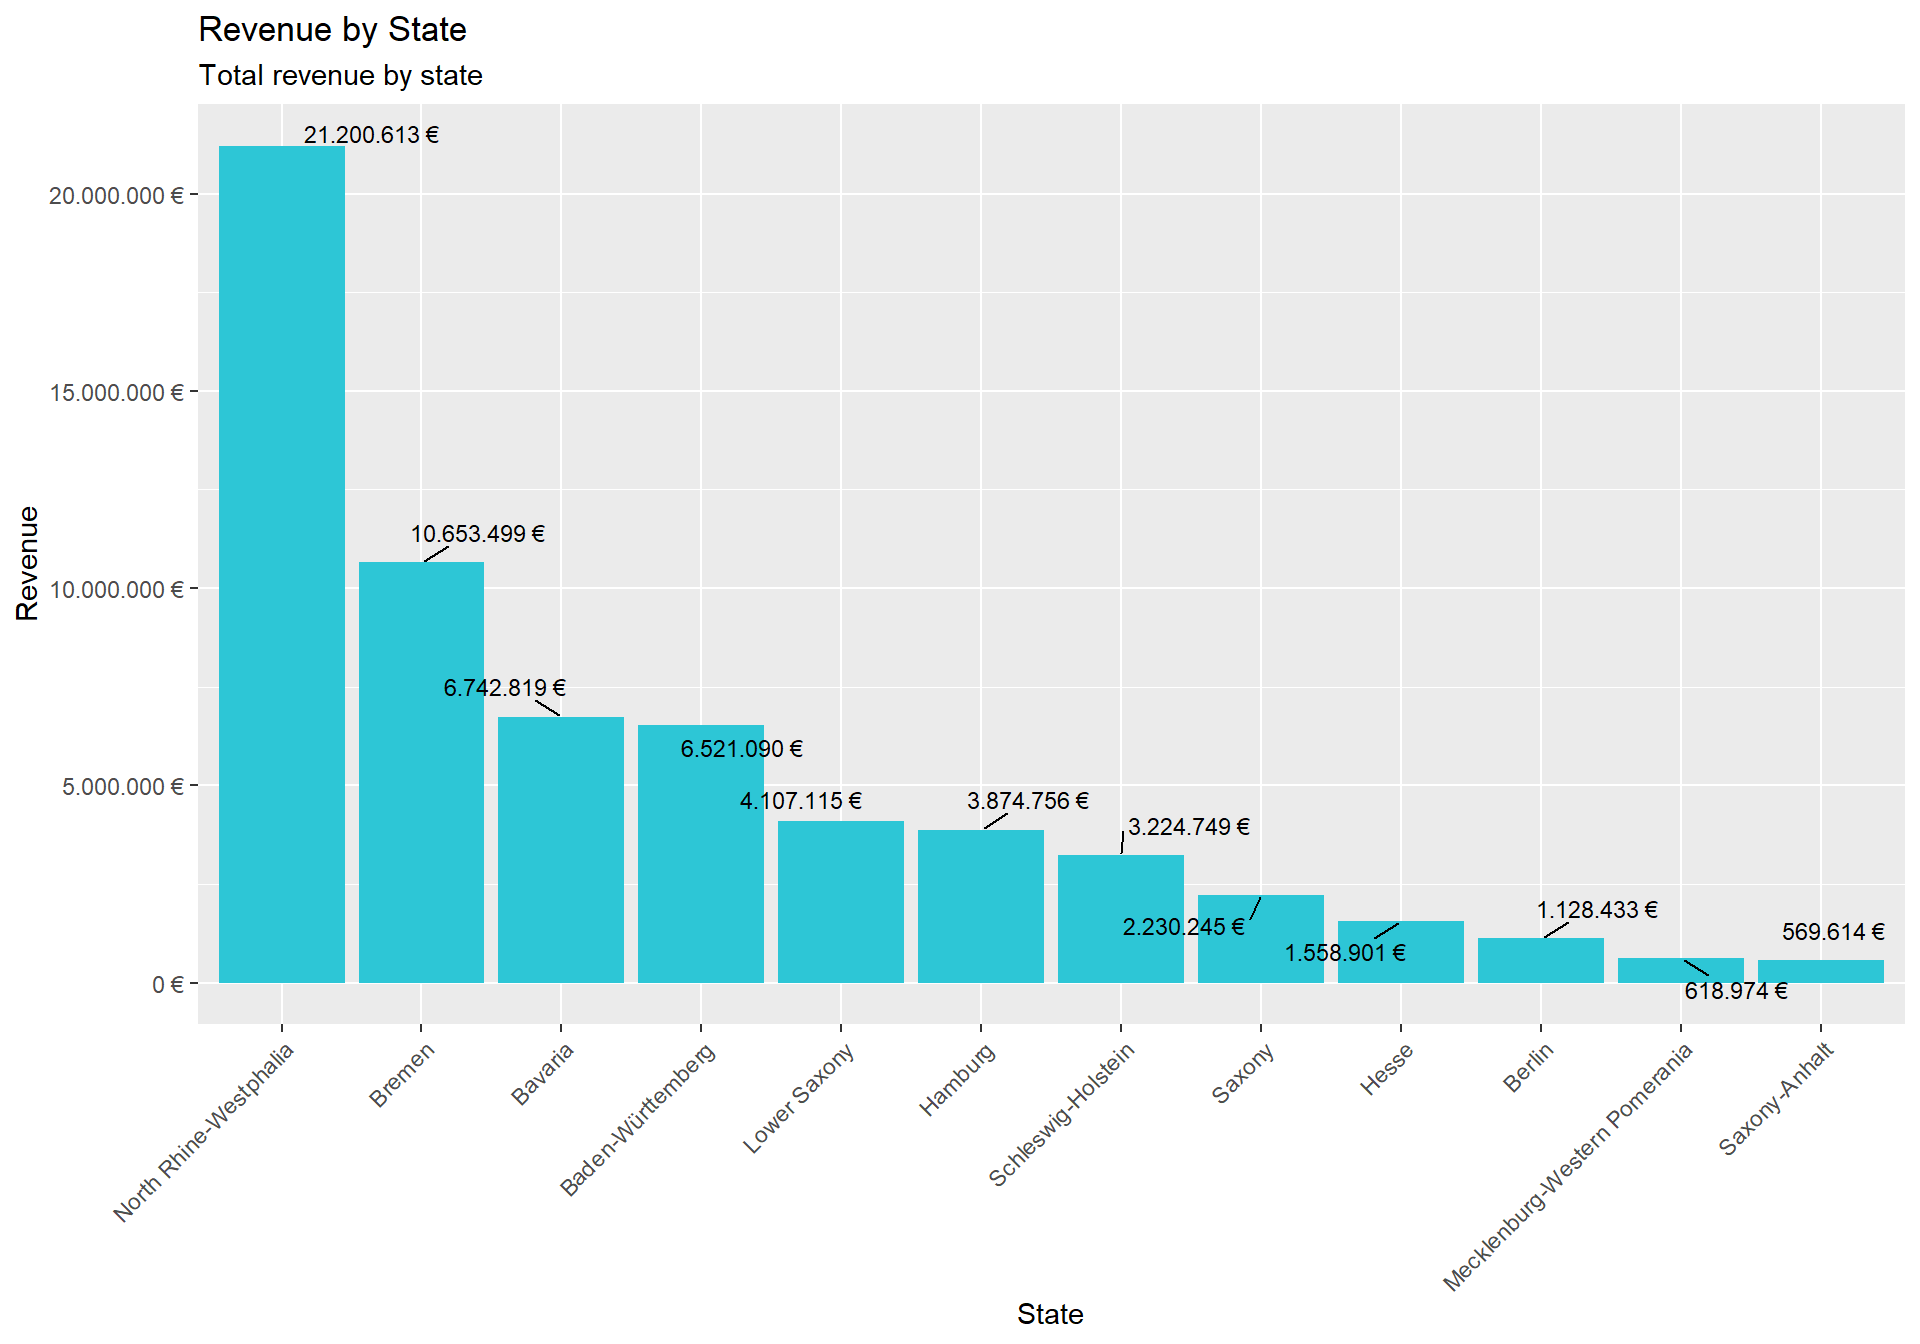 Revenue by State
Total revenue by state
21.200.613 €
20.000.000 €
15.000.000 €
10.653.499 €
10.000.000 €
6.742.819 €
6.521.090 €
5.000.000 €
4.107.115 €
3.874.756 €
3.224.749 €
2.230.245 €
1.558.901 €
1.128.433 €
618.974 €
569.614 €
0 €
Revenue
North Rhine-Westphalia
Bremen
Bavaria
Baden-Württemberg
Lower Saxony
Hamburg
Schleswig-Holstein
Saxony
Hesse
Berlin
Mecklenburg-Western Pomerania
Saxony-Anhalt
State